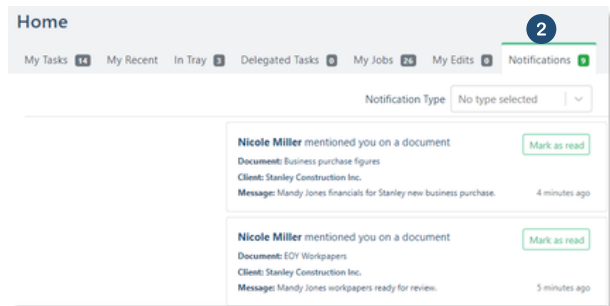 Home
2
My Tasks 14 My Recent In Tray 3 Delegated Tasks 0 My Jobs 26 My Edits 0 Notifications 9
Notification Type No type selected
Nicole Miller mentioned you on a document
Mark as read
Document: Business purchase figures
Client: Stanley Construction Inc.
Message: Mandy Jones financials for Stanley new business purchase. 4 minutes ago
Nicole Miller mentioned you on a document
Mark as read
Document: EOY Workpapers
Client: Stanley Construction Inc.
Message: Mandy Jones workpapers ready for review. 5 minutes ago